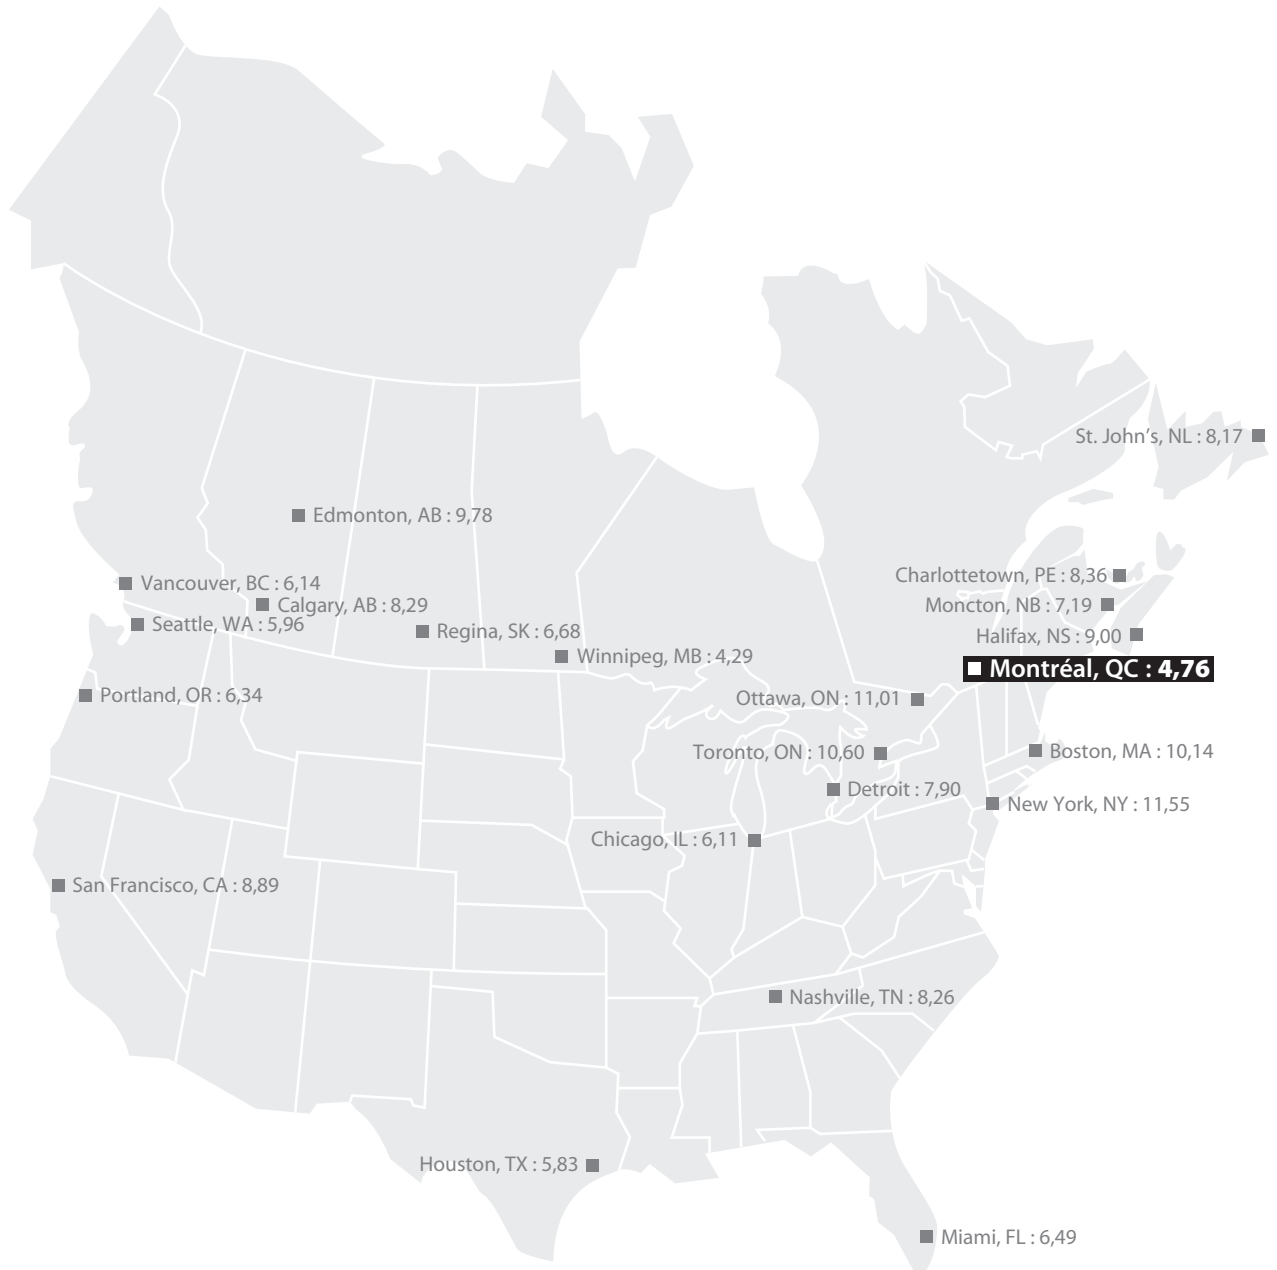 St. John’s, NL : 8,17
Edmonton, AB : 9,78
Charlottetown, PE : 8,36
Vancouver, BC : 6,14
Calgary, AB : 8,29
Moncton, NB : 7,19
Seattle, WA : 5,96
Regina, SK : 6,68
Halifax, NS : 9,00
Winnipeg, MB : 4,29
Montréal, QC : 4,76
Portland, OR : 6,34
Ottawa, ON : 11,01
Toronto, ON : 10,60
Boston, MA : 10,14
Detroit : 7,90
New York, NY : 11,55
Chicago, IL : 6,11
San Francisco, CA : 8,89
Nashville, TN : 8,26
Houston, TX : 5,83
Miami, FL : 6,49